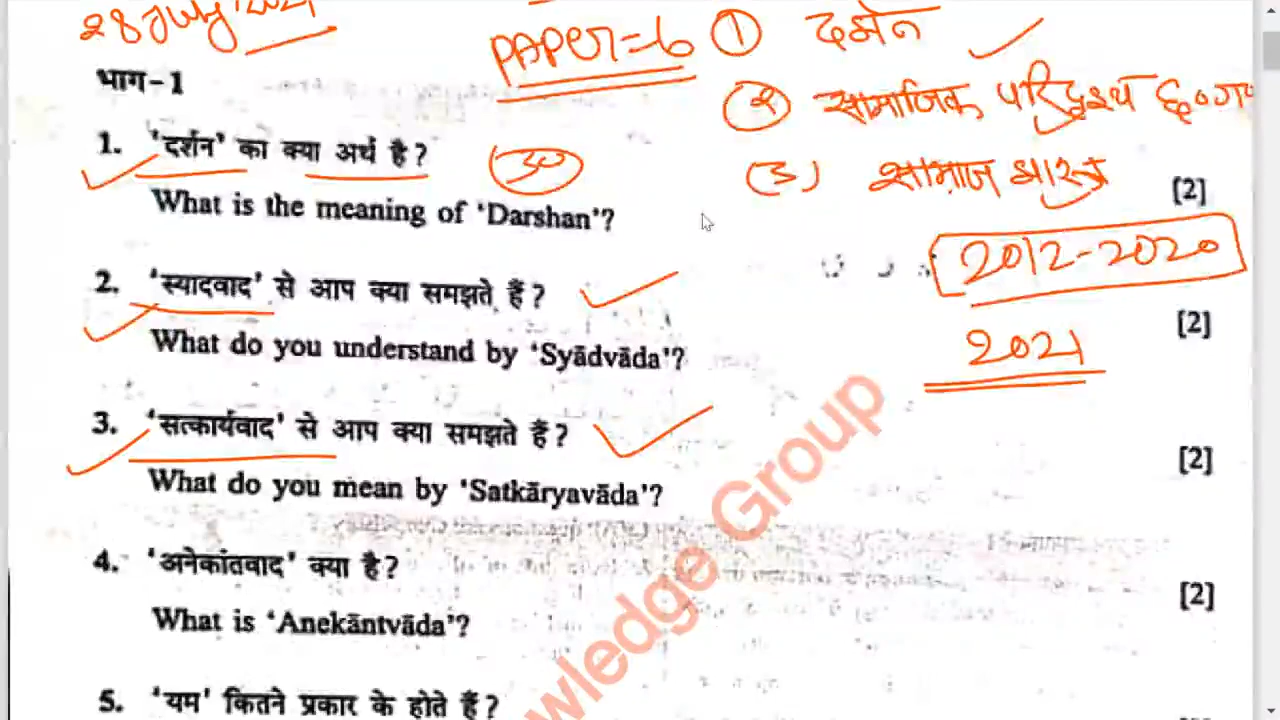 28 July 2021
PAPER=6 ① दर्शन
भाग-1
② सामाजिक परिदृश्य छ०ग०
1. 'दर्शन' का क्या अर्थ है?
30
(3) सामाज शास्त्र
[2]
What is the meaning of 'Darshan'?
2012-2020
2. 'स्यादवाद' से आप क्या समझते हैं?
[2]
What do you understand by 'Syādvāda'?
2021
3. 'सत्कार्यवाद' से आप क्या समझते हैं?
[2]
What do you mean by 'Satkāryavāda'?
4. 'अनेकांतवाद' क्या है?
[2]
What is 'Anekāntvāda'?
5. 'यम' कितने प्रकार के होते हैं?
wledge Group